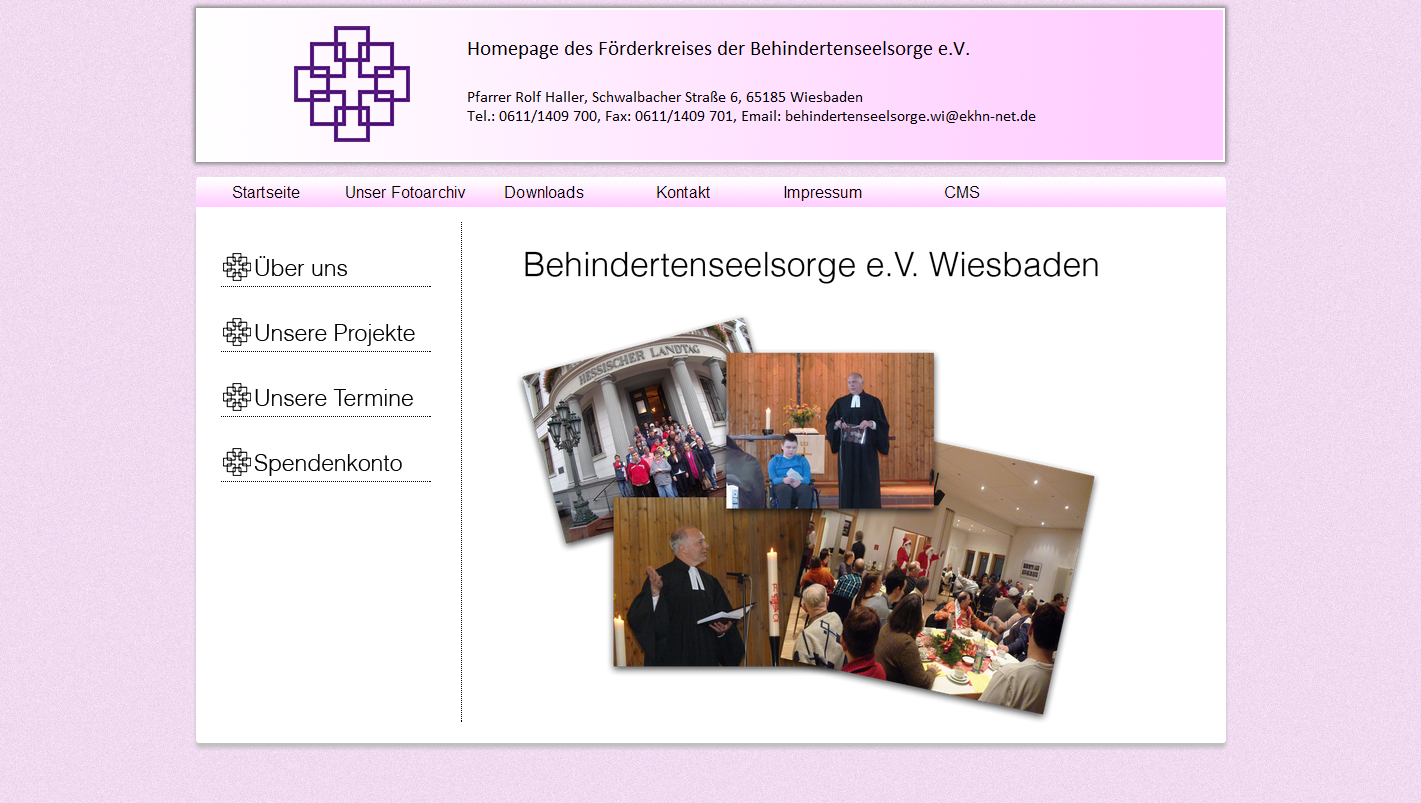 Homepage des Förderkreises der Behindertenseelsorge e.V.
Pfarrer Rolf Haller, Schwalbacher Straße 6, 65185 Wiesbaden
Tel.: 0611/1409 700, Fax: 0611/1409 701, Email: behindertenseelsorge.wi@ekhn-net.de
Startseite Unser Fotoarchiv Downloads Kontakt Impressum CMS
Über uns
Unsere Projekte
Unsere Termine
Spendenkonto
Behindertenseelsorge e.V. Wiesbaden
HESSISCHER LANDTAG